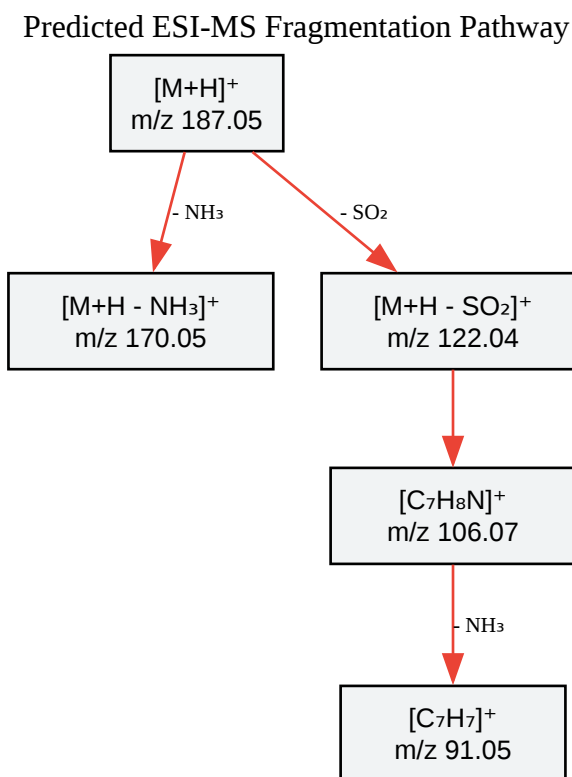 Predicted ESI-MS Fragmentation Pathway
[M+H]⁺
m/z 187.05
- NH₃
- SO₂
[M+H - NH₃]⁺
m/z 170.05
[M+H - SO₂]⁺
m/z 122.04
[C₇H₈N]⁺
m/z 106.07
- NH₃
[C₇H₇]⁺
m/z 91.05